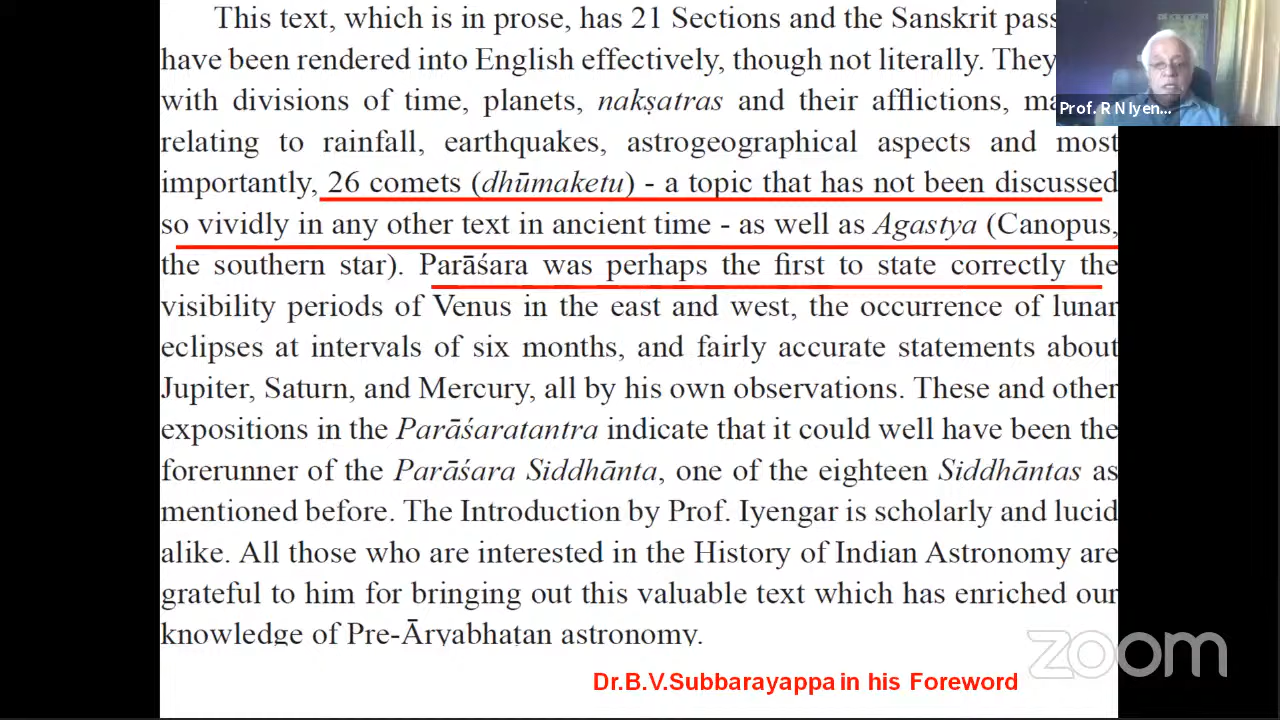 This text, which is in prose, has 21 Sections and the Sanskrit pass
have been rendered into English effectively, though not literally. They
with divisions of time, planets, nakṣatras and their afflictions, ma
relating to rainfall, earthquakes, astrogeographical aspects and most
importantly, 26 comets (dhūmaketu) - a topic that has not been discussed
so vividly in any other text in ancient time - as well as Agastya (Canopus,
the southern star). Parāśara was perhaps the first to state correctly the
visibility periods of Venus in the east and west, the occurrence of lunar
eclipses at intervals of six months, and fairly accurate statements about
Jupiter, Saturn, and Mercury, all by his own observations. These and other
expositions in the Parāśaratantra indicate that it could well have been the
forerunner of the Parāśara Siddhānta, one of the eighteen Siddhāntas as
mentioned before. The Introduction by Prof. Iyengar is scholarly and lucid
alike. All those who are interested in the History of Indian Astronomy are
grateful to him for bringing out this valuable text which has enriched our
knowledge of Pre-Āryabhatan astronomy.
Dr.B.V.Subbarayappa in his Foreword
Prof. R N Iyen...
zoom